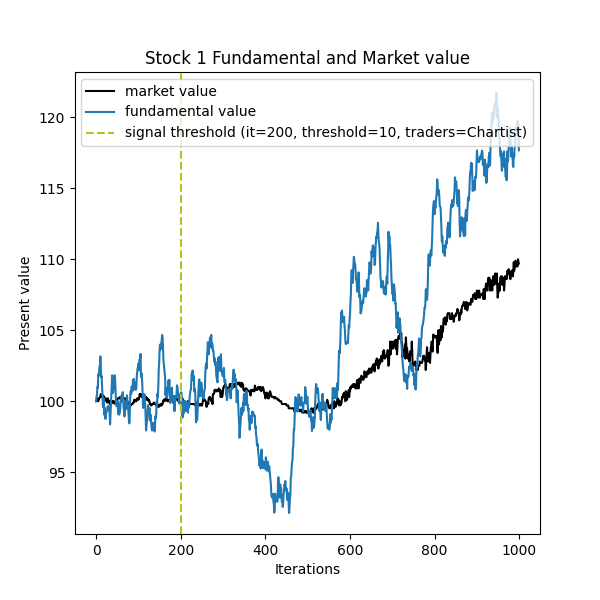 Stock 1 Fundamental and Market value
market value
fundamental value
signal threshold (it=200, threshold=10, traders=Chartist)
120
115
110
105
100
95
Present value
0 200 400 600 800 1000
Iterations